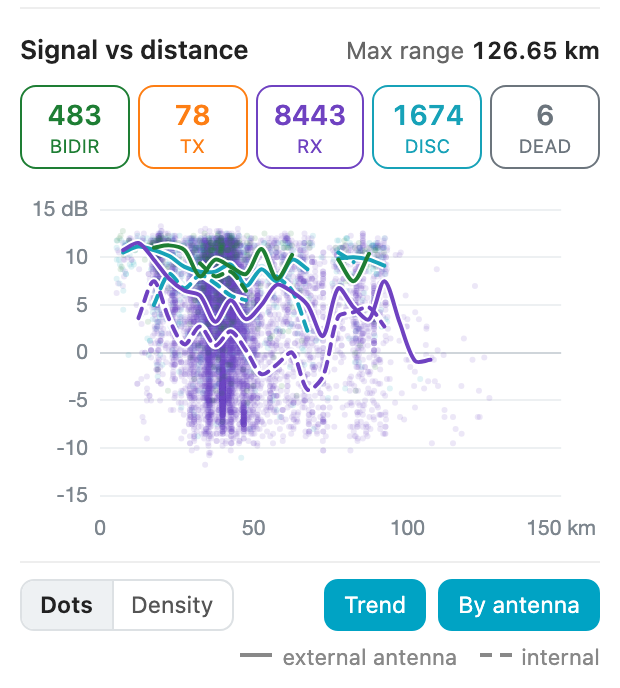 Signal vs distance Max range 126.65 km
483 78 8443 1674 6
BIDIR TX RX DISC DEAD
15 dB
10
5
0
-5
-10
-15
0 50 100 150 km
Dots Density Trend By antenna
external antenna internal